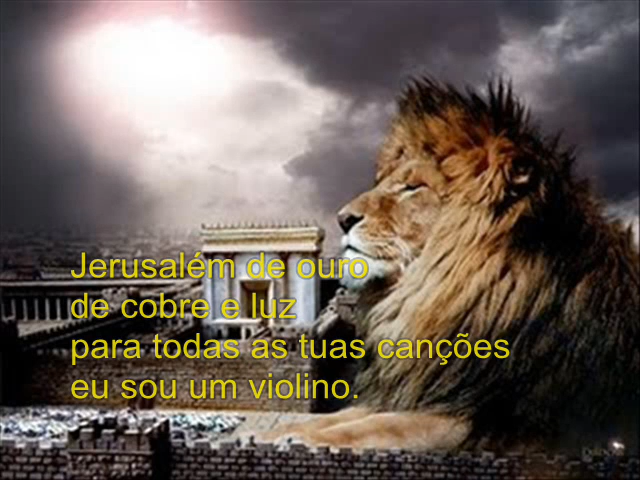 Jerusalém de ouro
de cobre e luz
para todas as tuas canções
eu sou um violino.